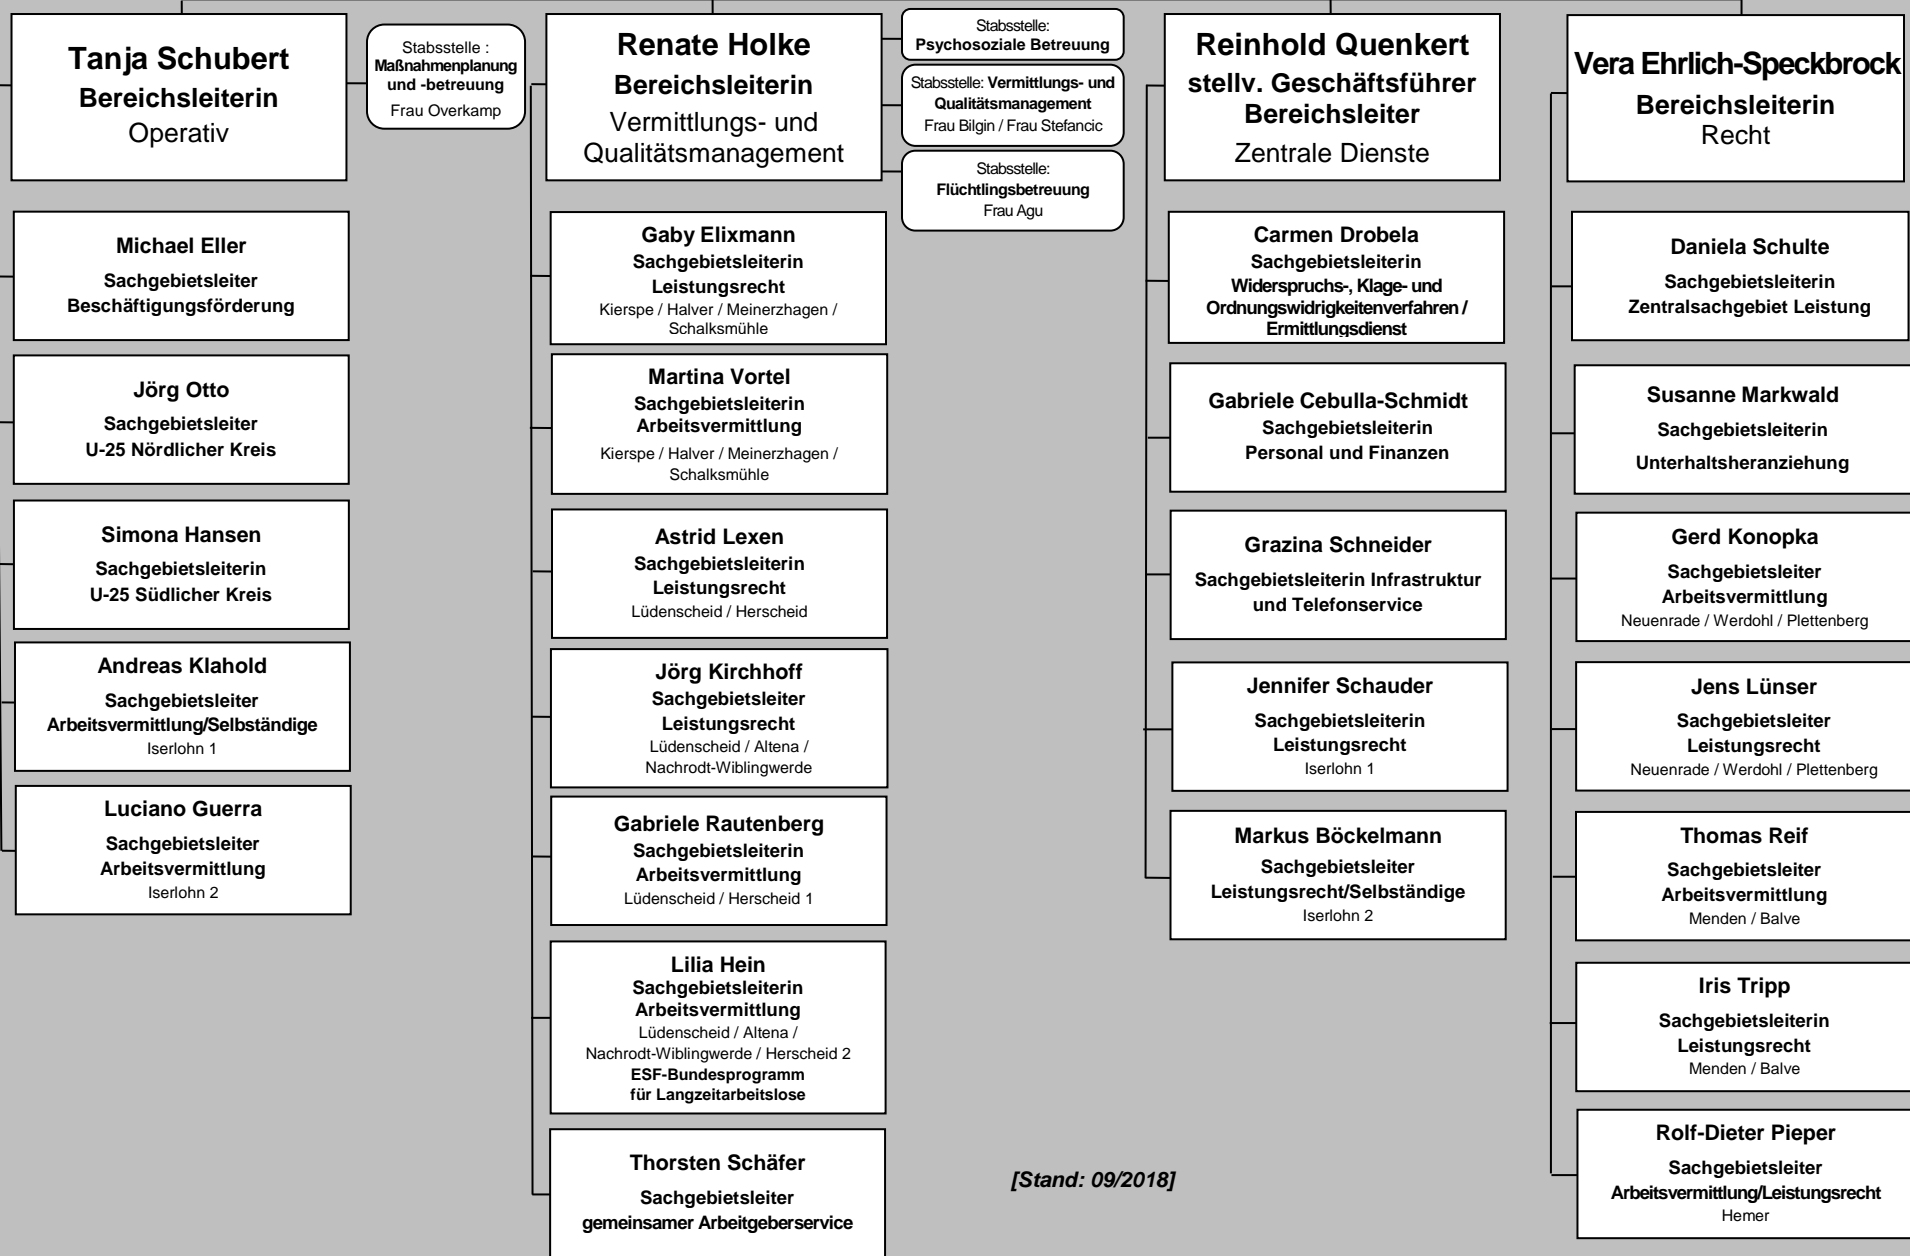 Tanja Schubert
Bereichsleiterin
Operativ
Stabsstelle :
Maßnahmenplanung
und -betreuung
Frau Overkamp
Michael Eller
Sachgebietsleiter
Beschäftigungsförderung
Jörg Otto
Sachgebietsleiter
U-25 Nördlicher Kreis
Simona Hansen
Sachgebietsleiterin
U-25 Südlicher Kreis
Andreas Klahold
Sachgebietsleiter
Arbeitsvermittlung/Selbständige
Iserlohn 1
Luciano Guerra
Sachgebietsleiter
Arbeitsvermittlung
Iserlohn 2
Renate Holke
Bereichsleiterin
Vermittlungs- und
Qualitätsmanagement
Stabsstelle:
Psychosoziale Betreuung
Stabsstelle: Vermittlungs- und
Qualitätsmanagement
Frau Bilgin / Frau Stefancic
Stabsstelle:
Flüchtlingsbetreuung
Frau Agu
Gaby Elixmann
Sachgebietsleiterin
Leistungsrecht
Kierspe / Halver / Meinerzhagen /
Schalksmühle
Martina Vortel
Sachgebietsleiterin
Arbeitsvermittlung
Kierspe / Halver / Meinerzhagen /
Schalksmühle
Astrid Lexen
Sachgebietsleiterin
Leistungsrecht
Lüdenscheid / Herscheid
Jörg Kirchhoff
Sachgebietsleiter
Leistungsrecht
Lüdenscheid / Altena /
Nachrodt-Wiblingwerde
Gabriele Rautenberg
Sachgebietsleiterin
Arbeitsvermittlung
Lüdenscheid / Herscheid 1
Lilia Hein
Sachgebietsleiterin
Arbeitsvermittlung
Lüdenscheid / Altena /
Nachrodt-Wiblingwerde / Herscheid 2
ESF-Bundesprogramm
für Langzeitarbeitslose
Thorsten Schäfer
Sachgebietsleiter
gemeinsamer Arbeitgeberservice
Reinhold Quenkert
stellv. Geschäftsführer
Bereichsleiter
Zentrale Dienste
Carmen Drobela
Sachgebietsleiterin
Widerspruchs-, Klage- und
Ordnungswidrigkeitenverfahren /
Ermittlungsdienst
Gabriele Cebulla-Schmidt
Sachgebietsleiterin
Personal und Finanzen
Grazina Schneider
Sachgebietsleiterin Infrastruktur
und Telefonservice
Jennifer Schauder
Sachgebietsleiterin
Leistungsrecht
Iserlohn 1
Markus Böckelmann
Sachgebietsleiter
Leistungsrecht/Selbständige
Iserlohn 2
[Stand: 09/2018]
Vera Ehrlich-Speckbrock
Bereichsleiterin
Recht
Daniela Schulte
Sachgebietsleiterin
Zentralsachgebiet Leistung
Susanne Markwald
Sachgebietsleiterin
Unterhaltsheranziehung
Gerd Konopka
Sachgebietsleiter
Arbeitsvermittlung
Neuenrade / Werdohl / Plettenberg
Jens Lünser
Sachgebietsleiter
Leistungsrecht
Neuenrade / Werdohl / Plettenberg
Thomas Reif
Sachgebietsleiter
Arbeitsvermittlung
Menden / Balve
Iris Tripp
Sachgebietsleiterin
Leistungsrecht
Menden / Balve
Rolf-Dieter Pieper
Sachgebietsleiter
Arbeitsvermittlung/Leistungsrecht
Hemer